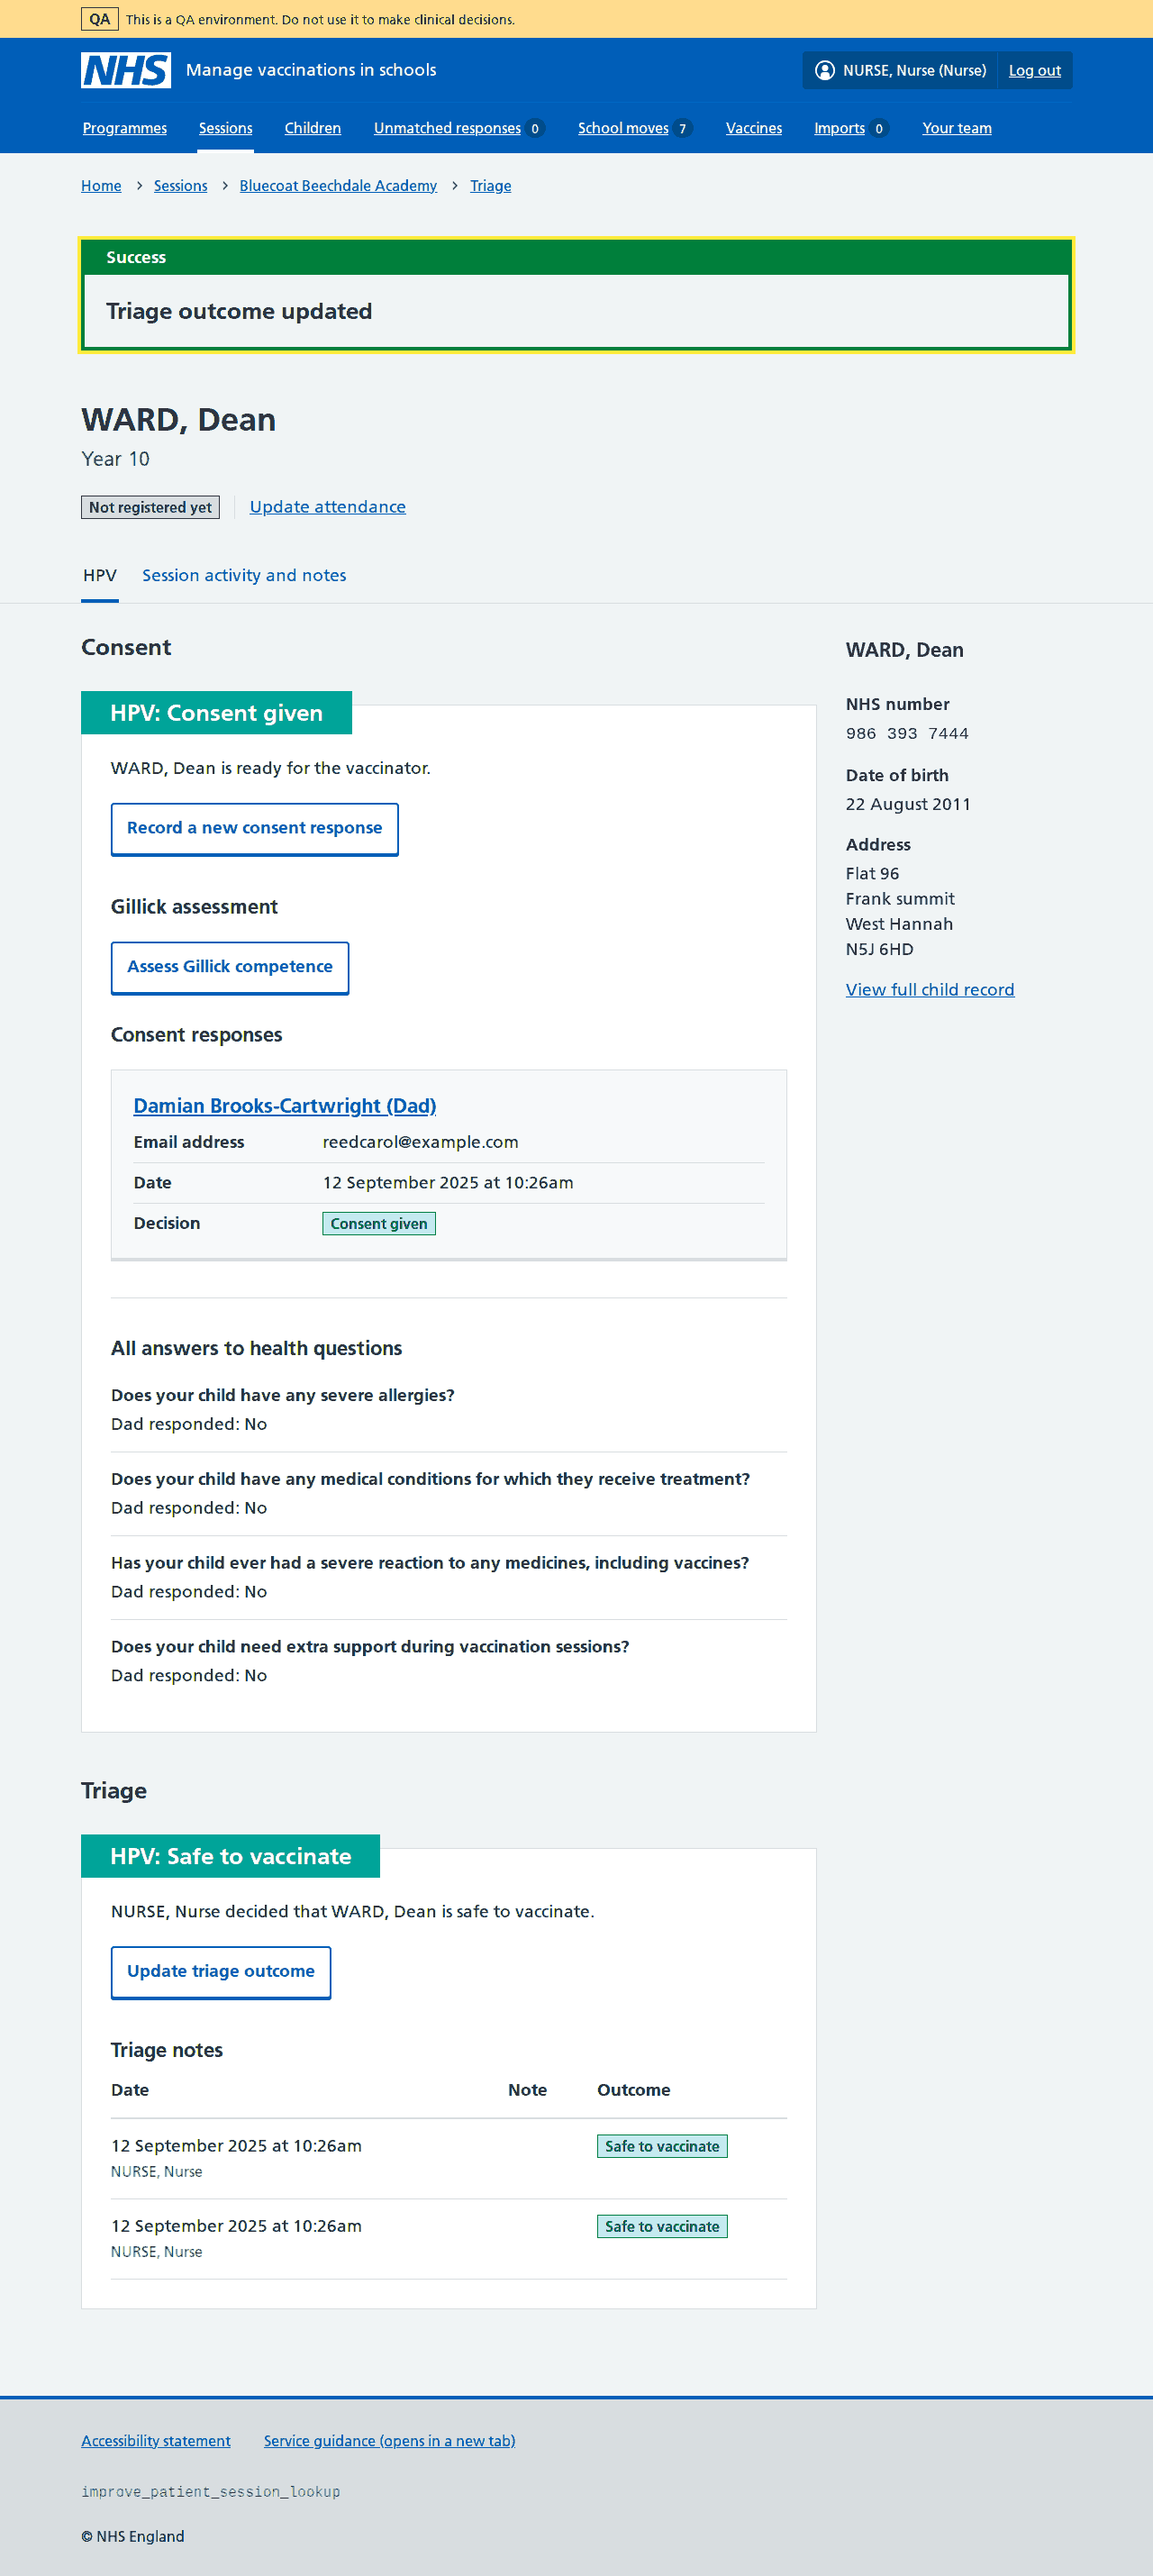 QA This is a QA environment. Do not use it to make clinical decisions.
NHS Manage vaccinations in schools NURSE, Nurse (Nurse) Log out
Programmes Sessions Children Unmatched responses 0 School moves 7 Vaccines Imports 0 Your team
Home > Sessions > Bluecoat Beechdale Academy > Triage
Success
Triage outcome updated
WARD, Dean
Year 10
Not registered yet Update attendance
HPV Session activity and notes
Consent
HPV: Consent given
WARD, Dean is ready for the vaccinator.
Record a new consent response
Gillick assessment
Assess Gillick competence
Consent responses
Damian Brooks-Cartwright (Dad)
Email address reedcarol@example.com
Date 12 September 2025 at 10:26am
Decision Consent given
All answers to health questions
Does your child have any severe allergies?
Dad responded: No
Does your child have any medical conditions for which they receive treatment?
Dad responded: No
Has your child ever had a severe reaction to any medicines, including vaccines?
Dad responded: No
Does your child need extra support during vaccination sessions?
Dad responded: No
WARD, Dean
NHS number
986 393 7444
Date of birth
22 August 2011
Address
Flat 96
Frank summit
West Hannah
N5J 6HD
View full child record
Triage
HPV: Safe to vaccinate
NURSE, Nurse decided that WARD, Dean is safe to vaccinate.
Update triage outcome
Triage notes
Date Note Outcome
12 September 2025 at 10:26am Safe to vaccinate
NURSE, Nurse
12 September 2025 at 10:26am Safe to vaccinate
NURSE, Nurse
Accessibility statement Service guidance (opens in a new tab)
improve_patient_session_lookup
© NHS England